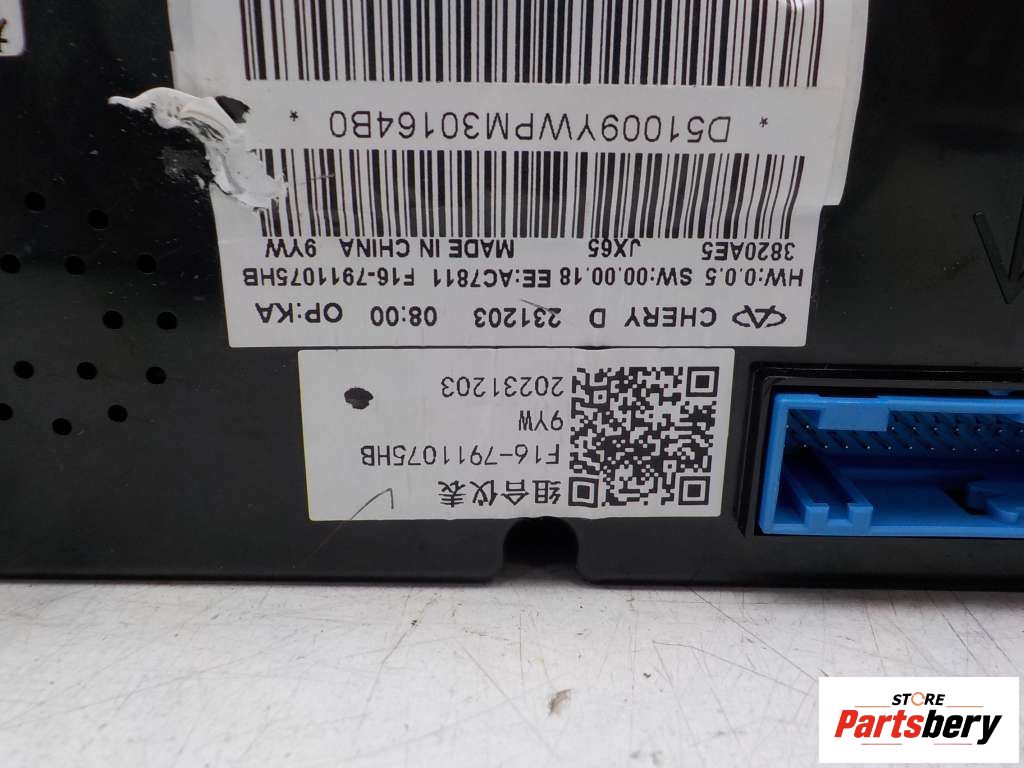 组合仪表
F16-7911075HB
9YW
20231203
CHERY D 231203 08:00 OP:KA
HW:0.0.5 SW:00.00.18 EE:AC7811 F16-7911075HB
3820AE5 JX65 MADE IN CHINA 9YW
* D51009YWPM30164B0 *
STORE
Partsbery